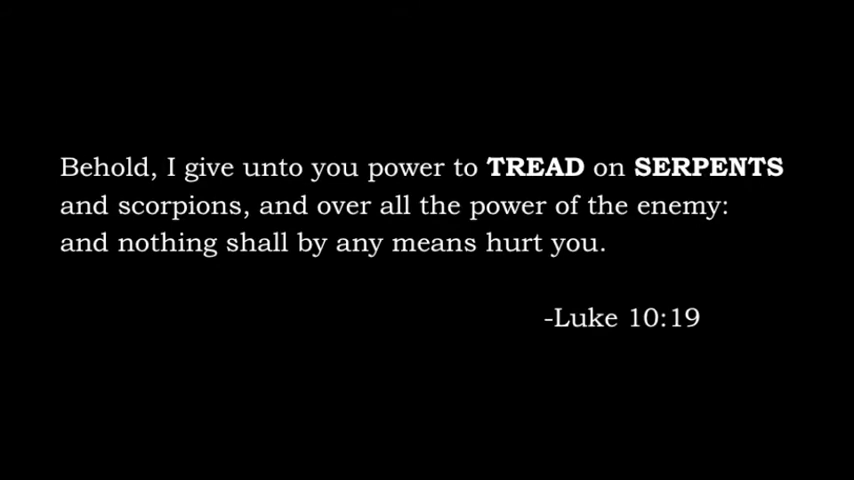 Behold, I give unto you power to TREAD on SERPENTS
and scorpions, and over all the power of the enemy:
and nothing shall by any means hurt you.
-Luke 10:19